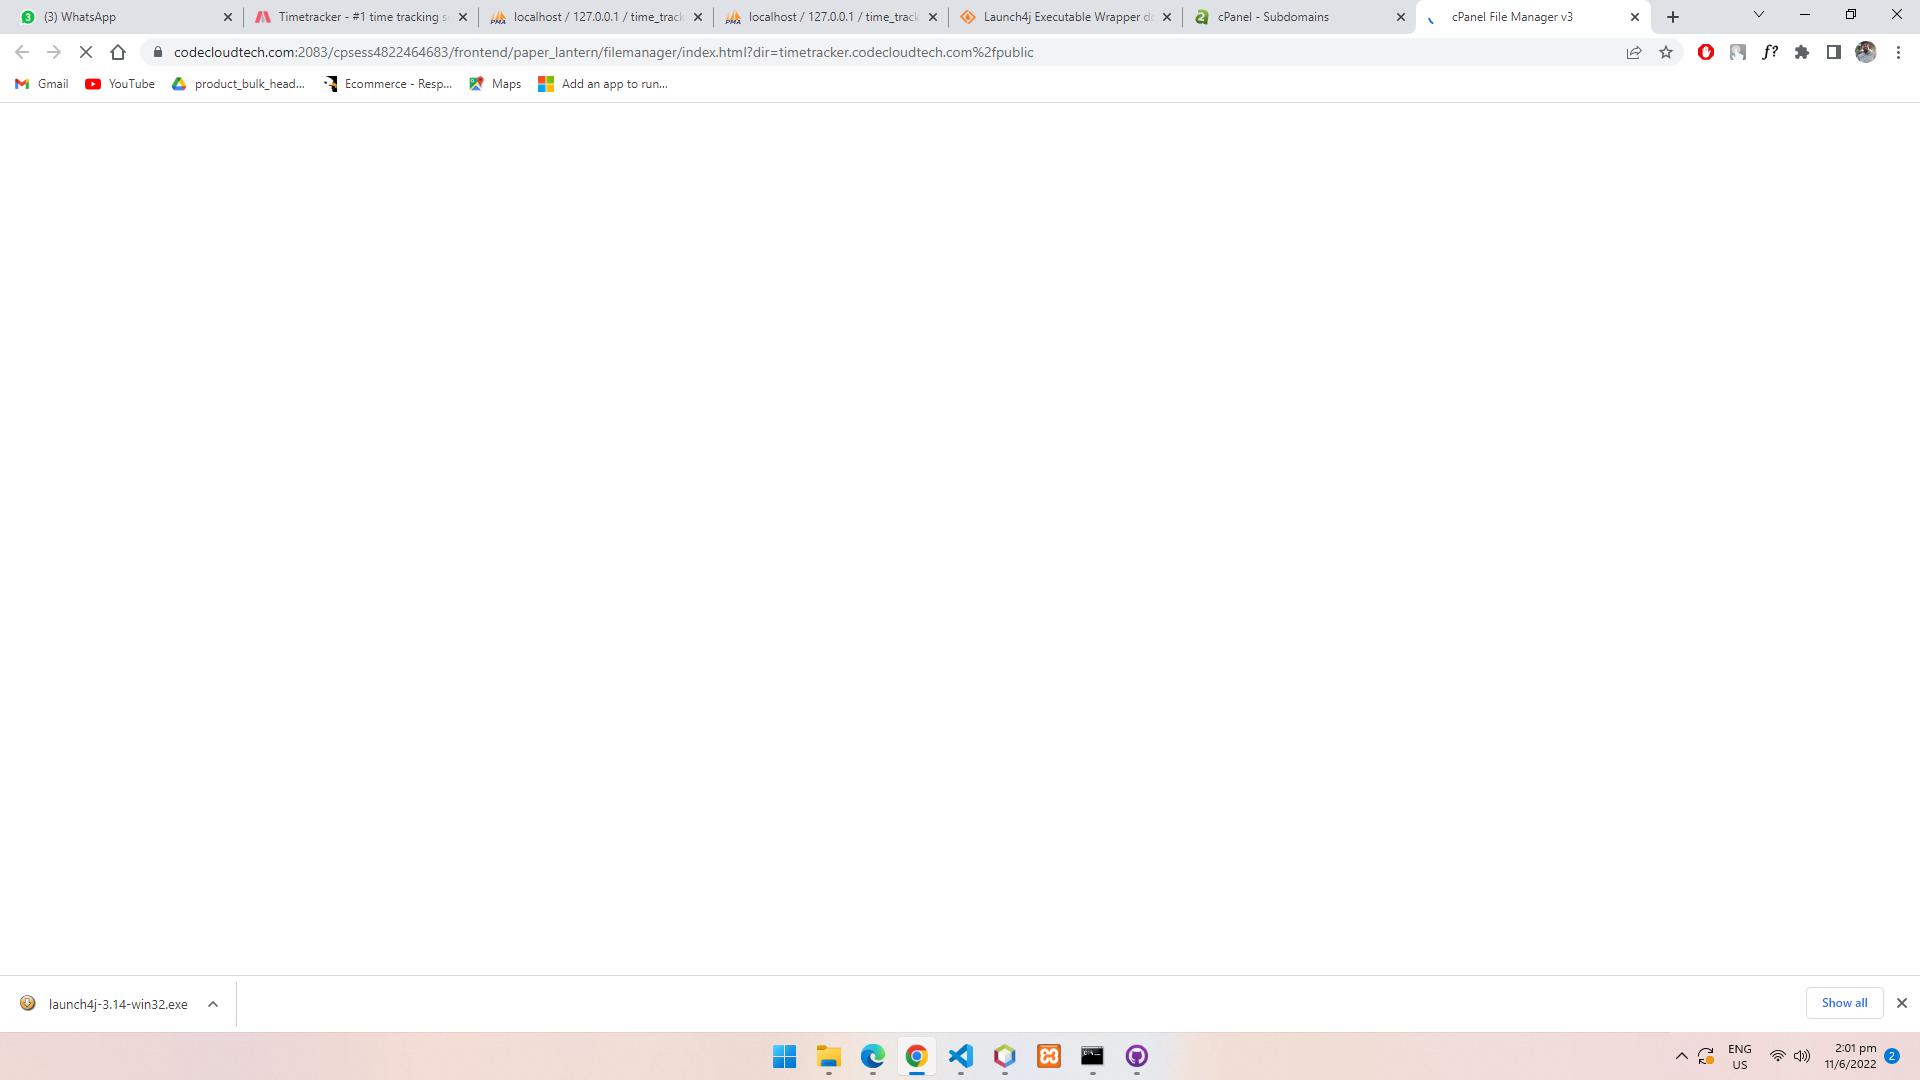 (3) WhatsApp
Timetracker - #1 time tracking s
localhost / 127.0.0.1 / time_track
localhost / 127.0.0.1 / time_track
Launch4j Executable Wrapper do
cPanel - Subdomains
cPanel File Manager v3
codecloudtech.com:2083/cpsess4822464683/frontend/paper_lantern/filemanager/index.html?dir=timetracker.codecloudtech.com%2fpublic
f?
Gmail
YouTube
product_bulk_head...
Ecommerce - Resp...
Maps
Add an app to run...
launch4j-3.14-win32.exe
Show all
ENG
US
2:01 pm
11/6/2022
2